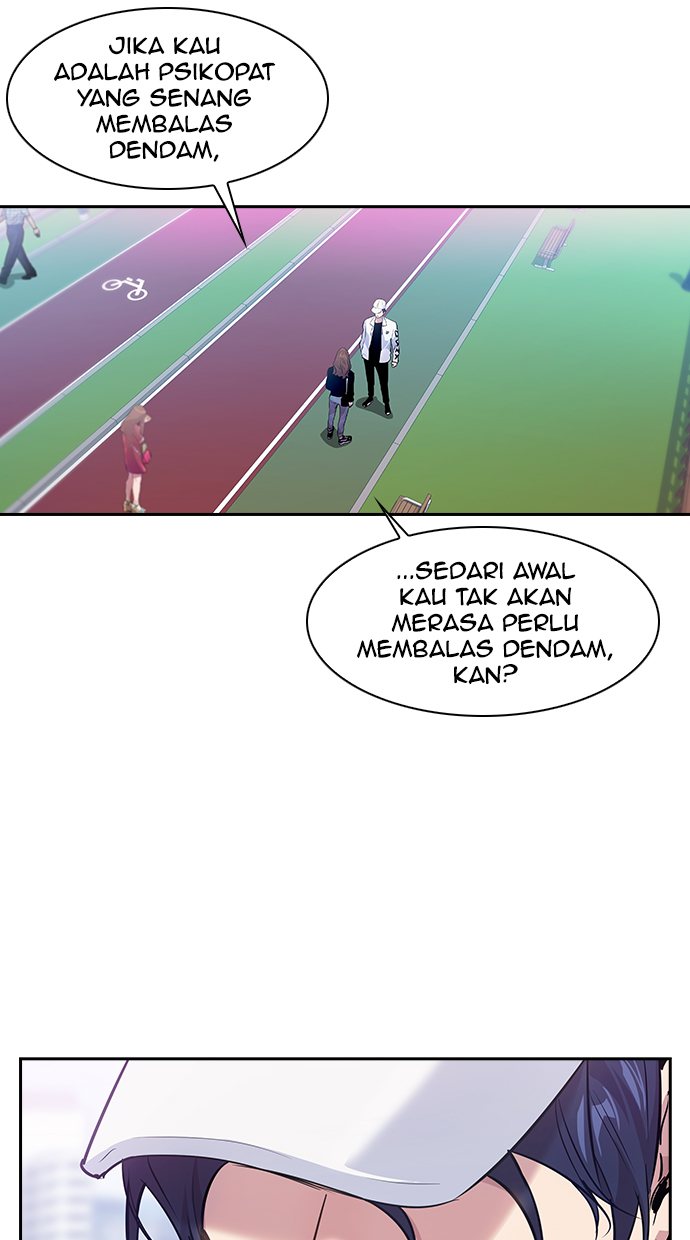 JIKA KAU
ADALAH PSIKOPAT
YANG SENANG
MEMBALAS
DENDAM,
...SEDARI AWAL
KAU TAK AKAN
MERASA PERLU
MEMBALAS DENDAM,
KAN?